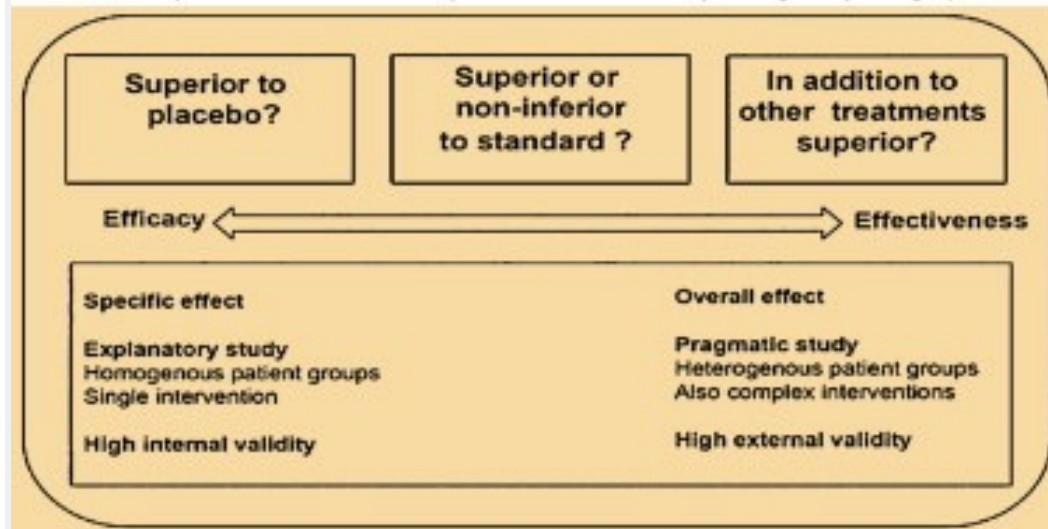 Superior to
placebo?
Superior or
non-inferior
to standard ?
In addition to
other treatments
superior?
Efficacy
Effectiveness
Specific effect
Explanatory study
Homogenous patient groups
Single intervention
High internal validity
Overall effect
Pragmatic study
Heterogenous patient groups
Also complex interventions
High external validity